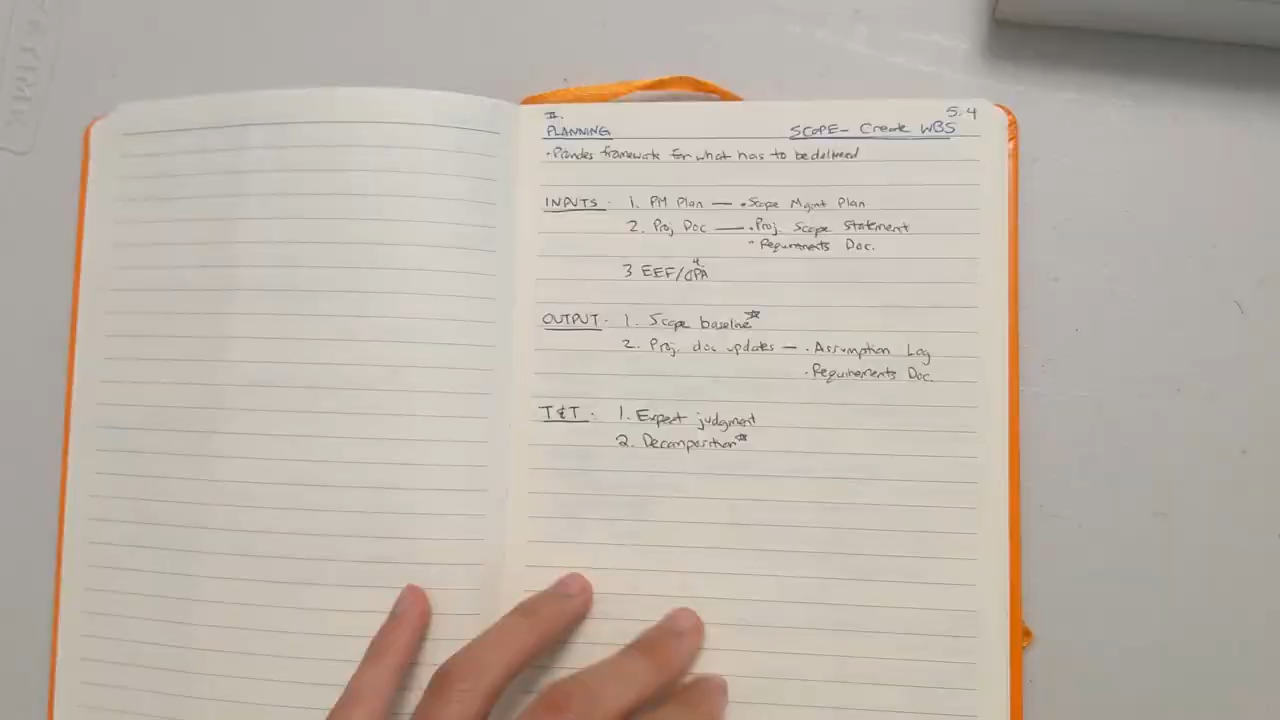 II.
5.4
PLANNING
SCOPE - Create WBS
• Provides framework for what has to be delivered
INPUTS - 1. PM Plan — • Scope Mgmt Plan
2. Proj Doc — • Proj. Scope Statement
• Requirements Doc.
3 EEF/OPA
OUTPUT - 1. Scope baseline
2. Proj. doc updates — • Assumption Log
• Requirements Doc.
T&T - 1. Expert judgment
2. Decomposition